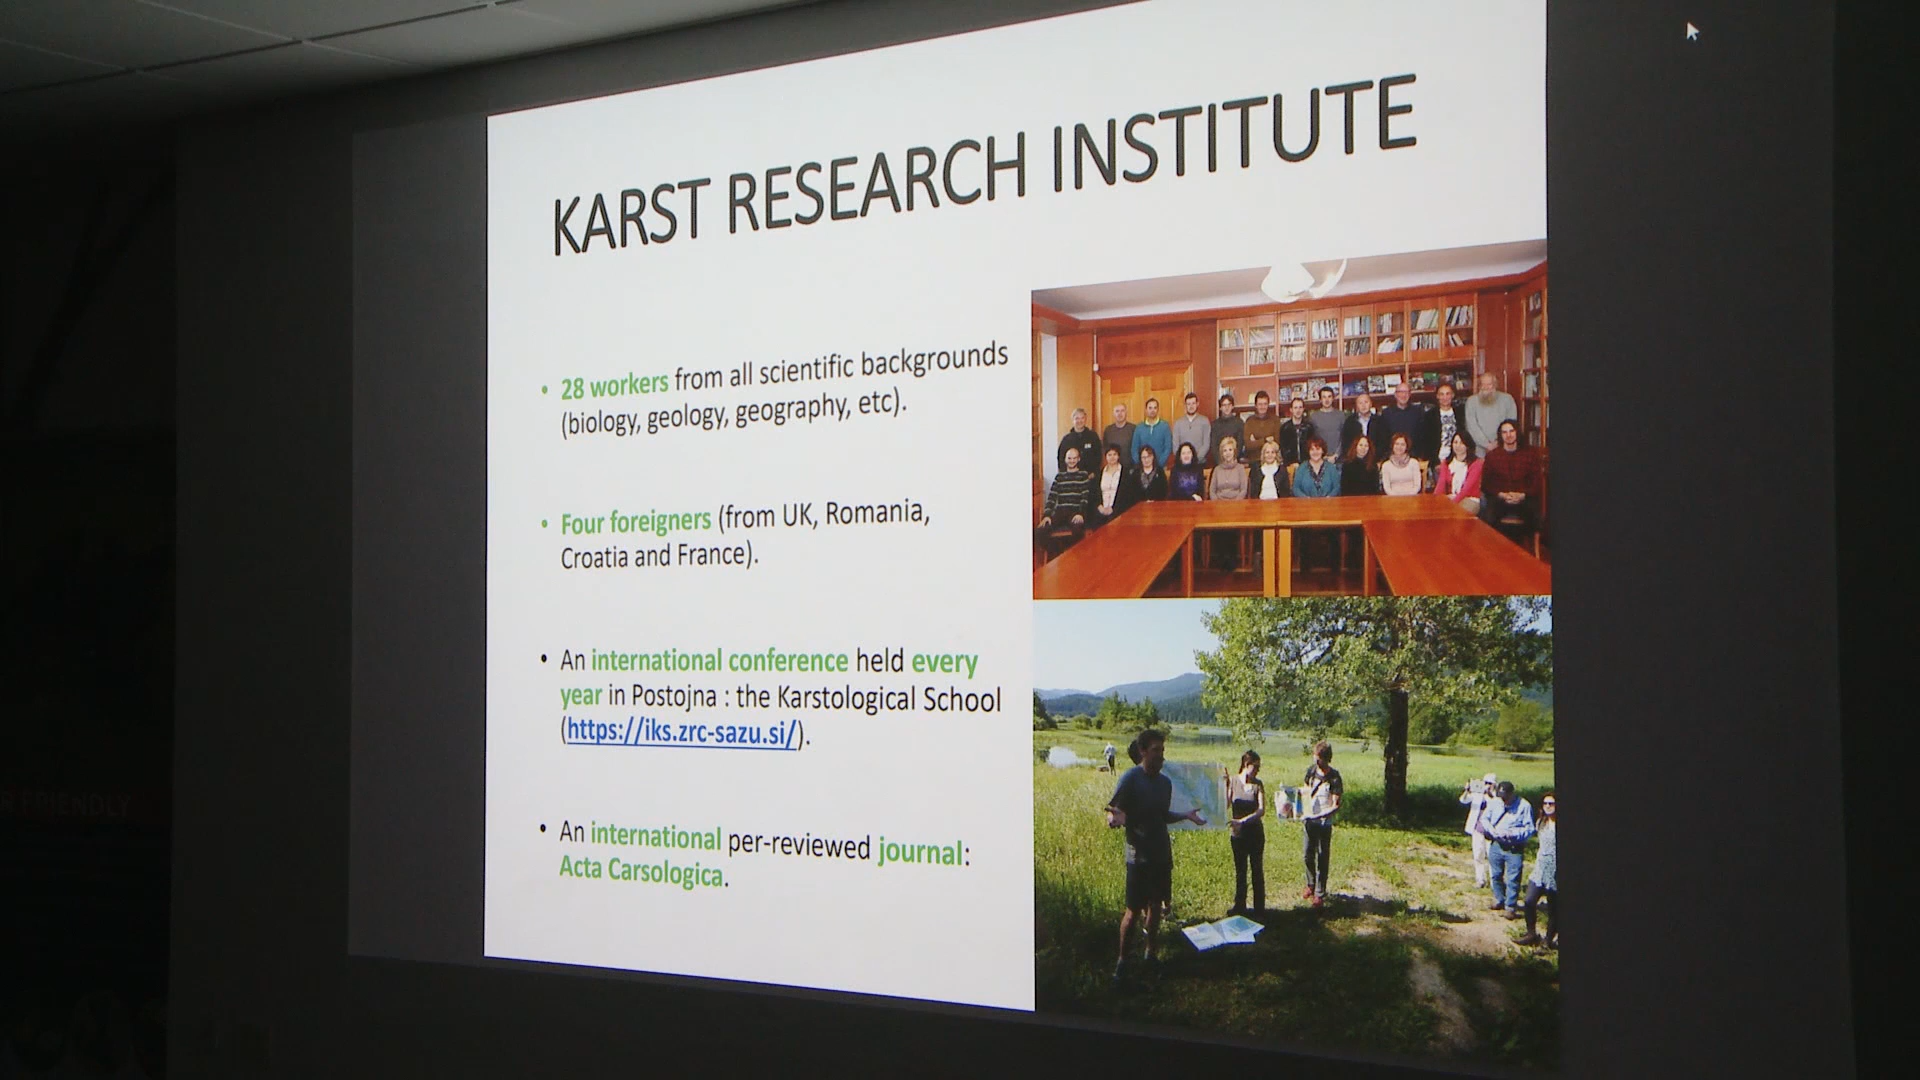 KARST RESEARCH INSTITUTE
• 28 workers from all scientific backgrounds
(biology, geology, geography, etc).
• Four foreigners (from UK, Romania,
Croatia and France).
• An international conference held every
year in Postojna : the Karstological School
(https://iks.zrc-sazu.si/).
• An international per-reviewed journal:
Acta Carsologica.
FRIENDLY